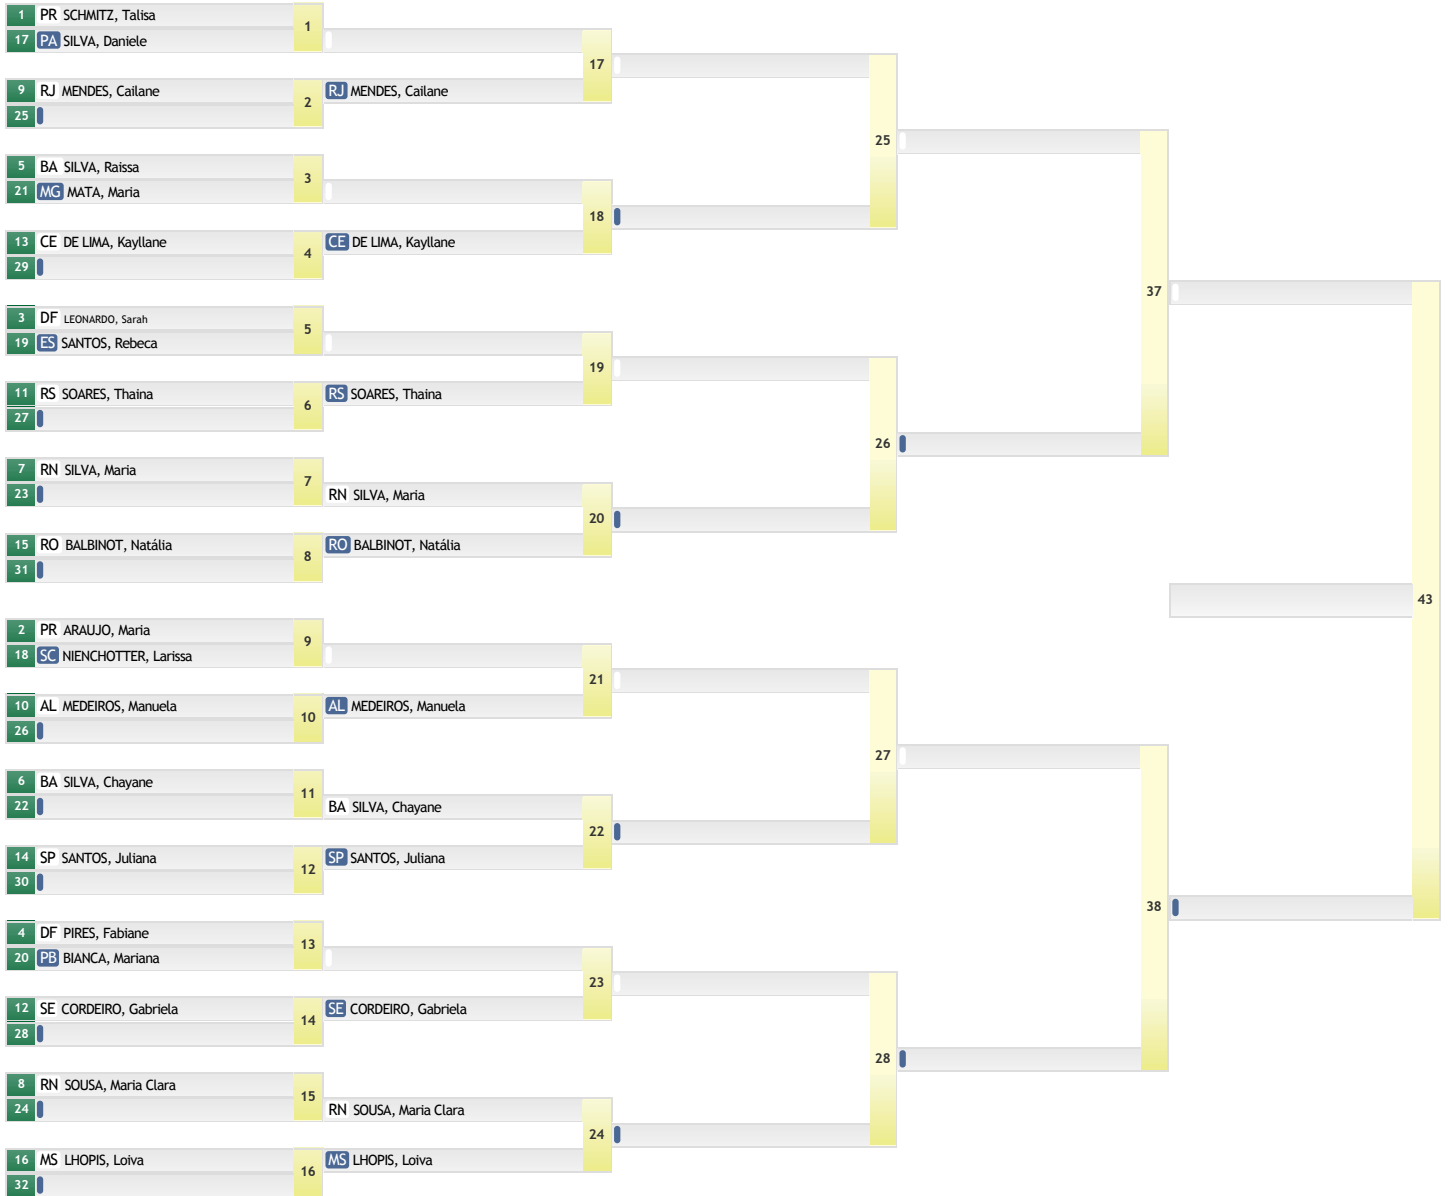 1 PR SCHMITZ, Talisa
1
17 PA SILVA, Daniele
17
9 RJ MENDES, Cailane
2
RJ MENDES, Cailane
25
25
5 BA SILVA, Raissa
3
21 MG MATA, Maria
18
13 CE DE LIMA, Kayllane
4
CE DE LIMA, Kayllane
29
37
3 DF LEONARDO, Sarah
5
19 ES SANTOS, Rebeca
19
11 RS SOARES, Thaina
6
RS SOARES, Thaina
27
26
7 RN SILVA, Maria
7
23
RN SILVA, Maria
20
15 RO BALBINOT, Natália
8
RO BALBINOT, Natália
31
43
2 PR ARAUJO, Maria
9
18 SC NIENCHOTTER, Larissa
21
10 AL MEDEIROS, Manuela
10
AL MEDEIROS, Manuela
26
27
6 BA SILVA, Chayane
11
22
BA SILVA, Chayane
22
14 SP SANTOS, Juliana
12
SP SANTOS, Juliana
30
38
4 DF PIRES, Fabiane
13
20 PB BIANCA, Mariana
23
12 SE CORDEIRO, Gabriela
14
SE CORDEIRO, Gabriela
28
28
8 RN SOUSA, Maria Clara
15
24
RN SOUSA, Maria Clara
24
16 MS LHOPIS, Loiva
16
MS LHOPIS, Loiva
32